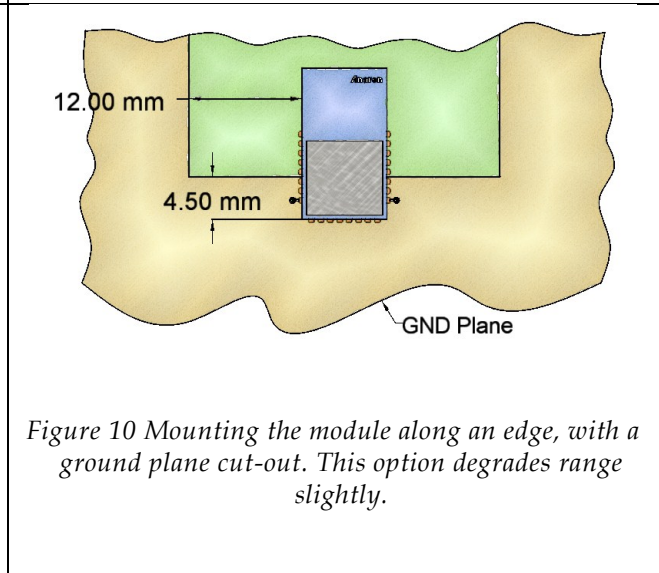 Anaren
12.00 mm
4.50 mm
GND Plane
Figure 10 Mounting the module along an edge, with a
ground plane cut-out. This option degrades range
slightly.